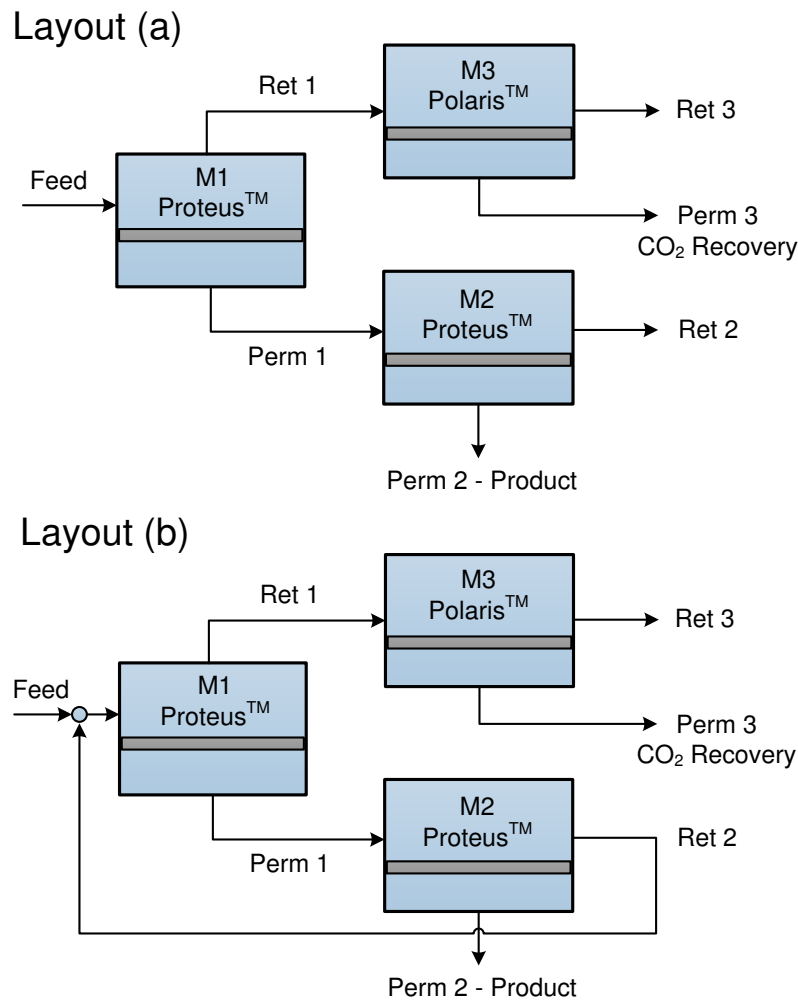 Layout (a)
Ret 1
M3
Polaris™
Ret 3
Feed
M1
Proteus™
Perm 3
CO₂ Recovery
M2
Proteus™
Ret 2
Perm 1
Perm 2 - Product
Layout (b)
Ret 1
M3
Polaris™
Ret 3
Feed
M1
Proteus™
Perm 3
CO₂ Recovery
M2
Proteus™
Ret 2
Perm 1
Perm 2 - Product